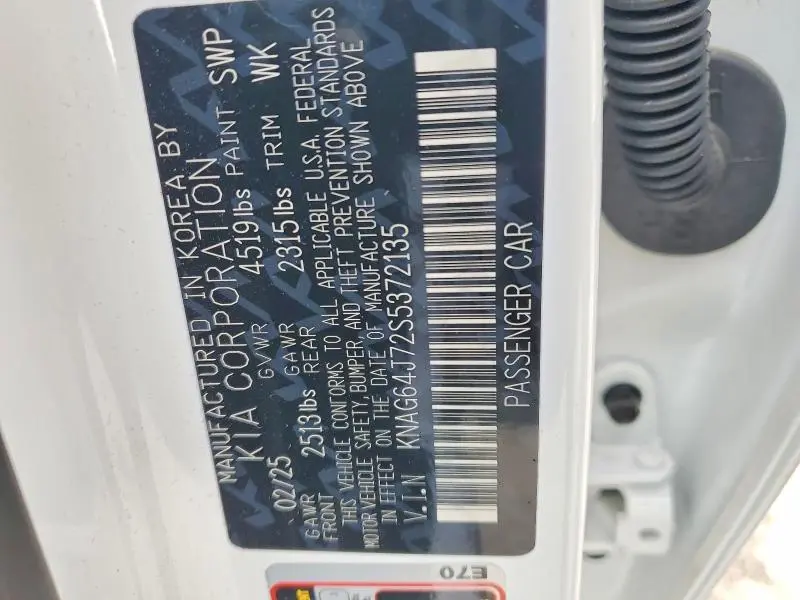 MANUFACTURED IN KOREA BY
KIA CORPORATION
02/25 GVWR 4519lbs PAINT SWP
GAWR FRONT 2513lbs GAWR REAR 2315lbs TRIM WK
THIS VEHICLE CONFORMS TO ALL APPLICABLE U.S.A. FEDERAL
MOTOR VEHICLE SAFETY, BUMPER, AND THEFT PREVENTION STANDARDS
IN EFFECT ON THE DATE OF MANUFACTURE SHOWN ABOVE
V.I.N KNAG64J72S5372135
PASSENGER CAR
E70